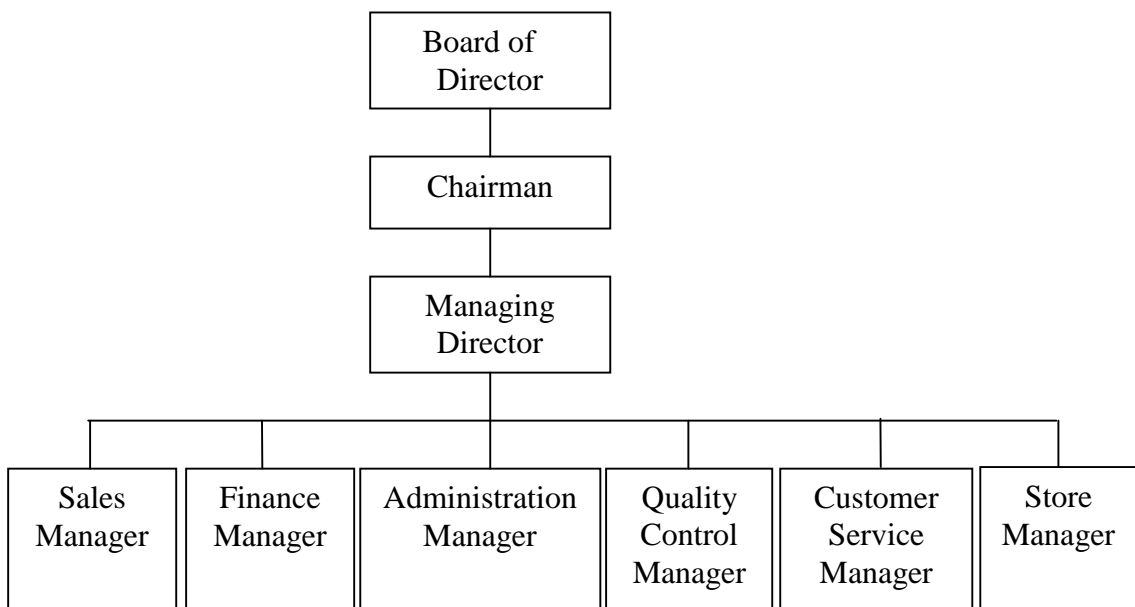 Board of
Director
Chairman
Managing
Director
Sales
Manager
Finance
Manager
Administration
Manager
Quality
Control
Manager
Customer
Service
Manager
Store
Manager